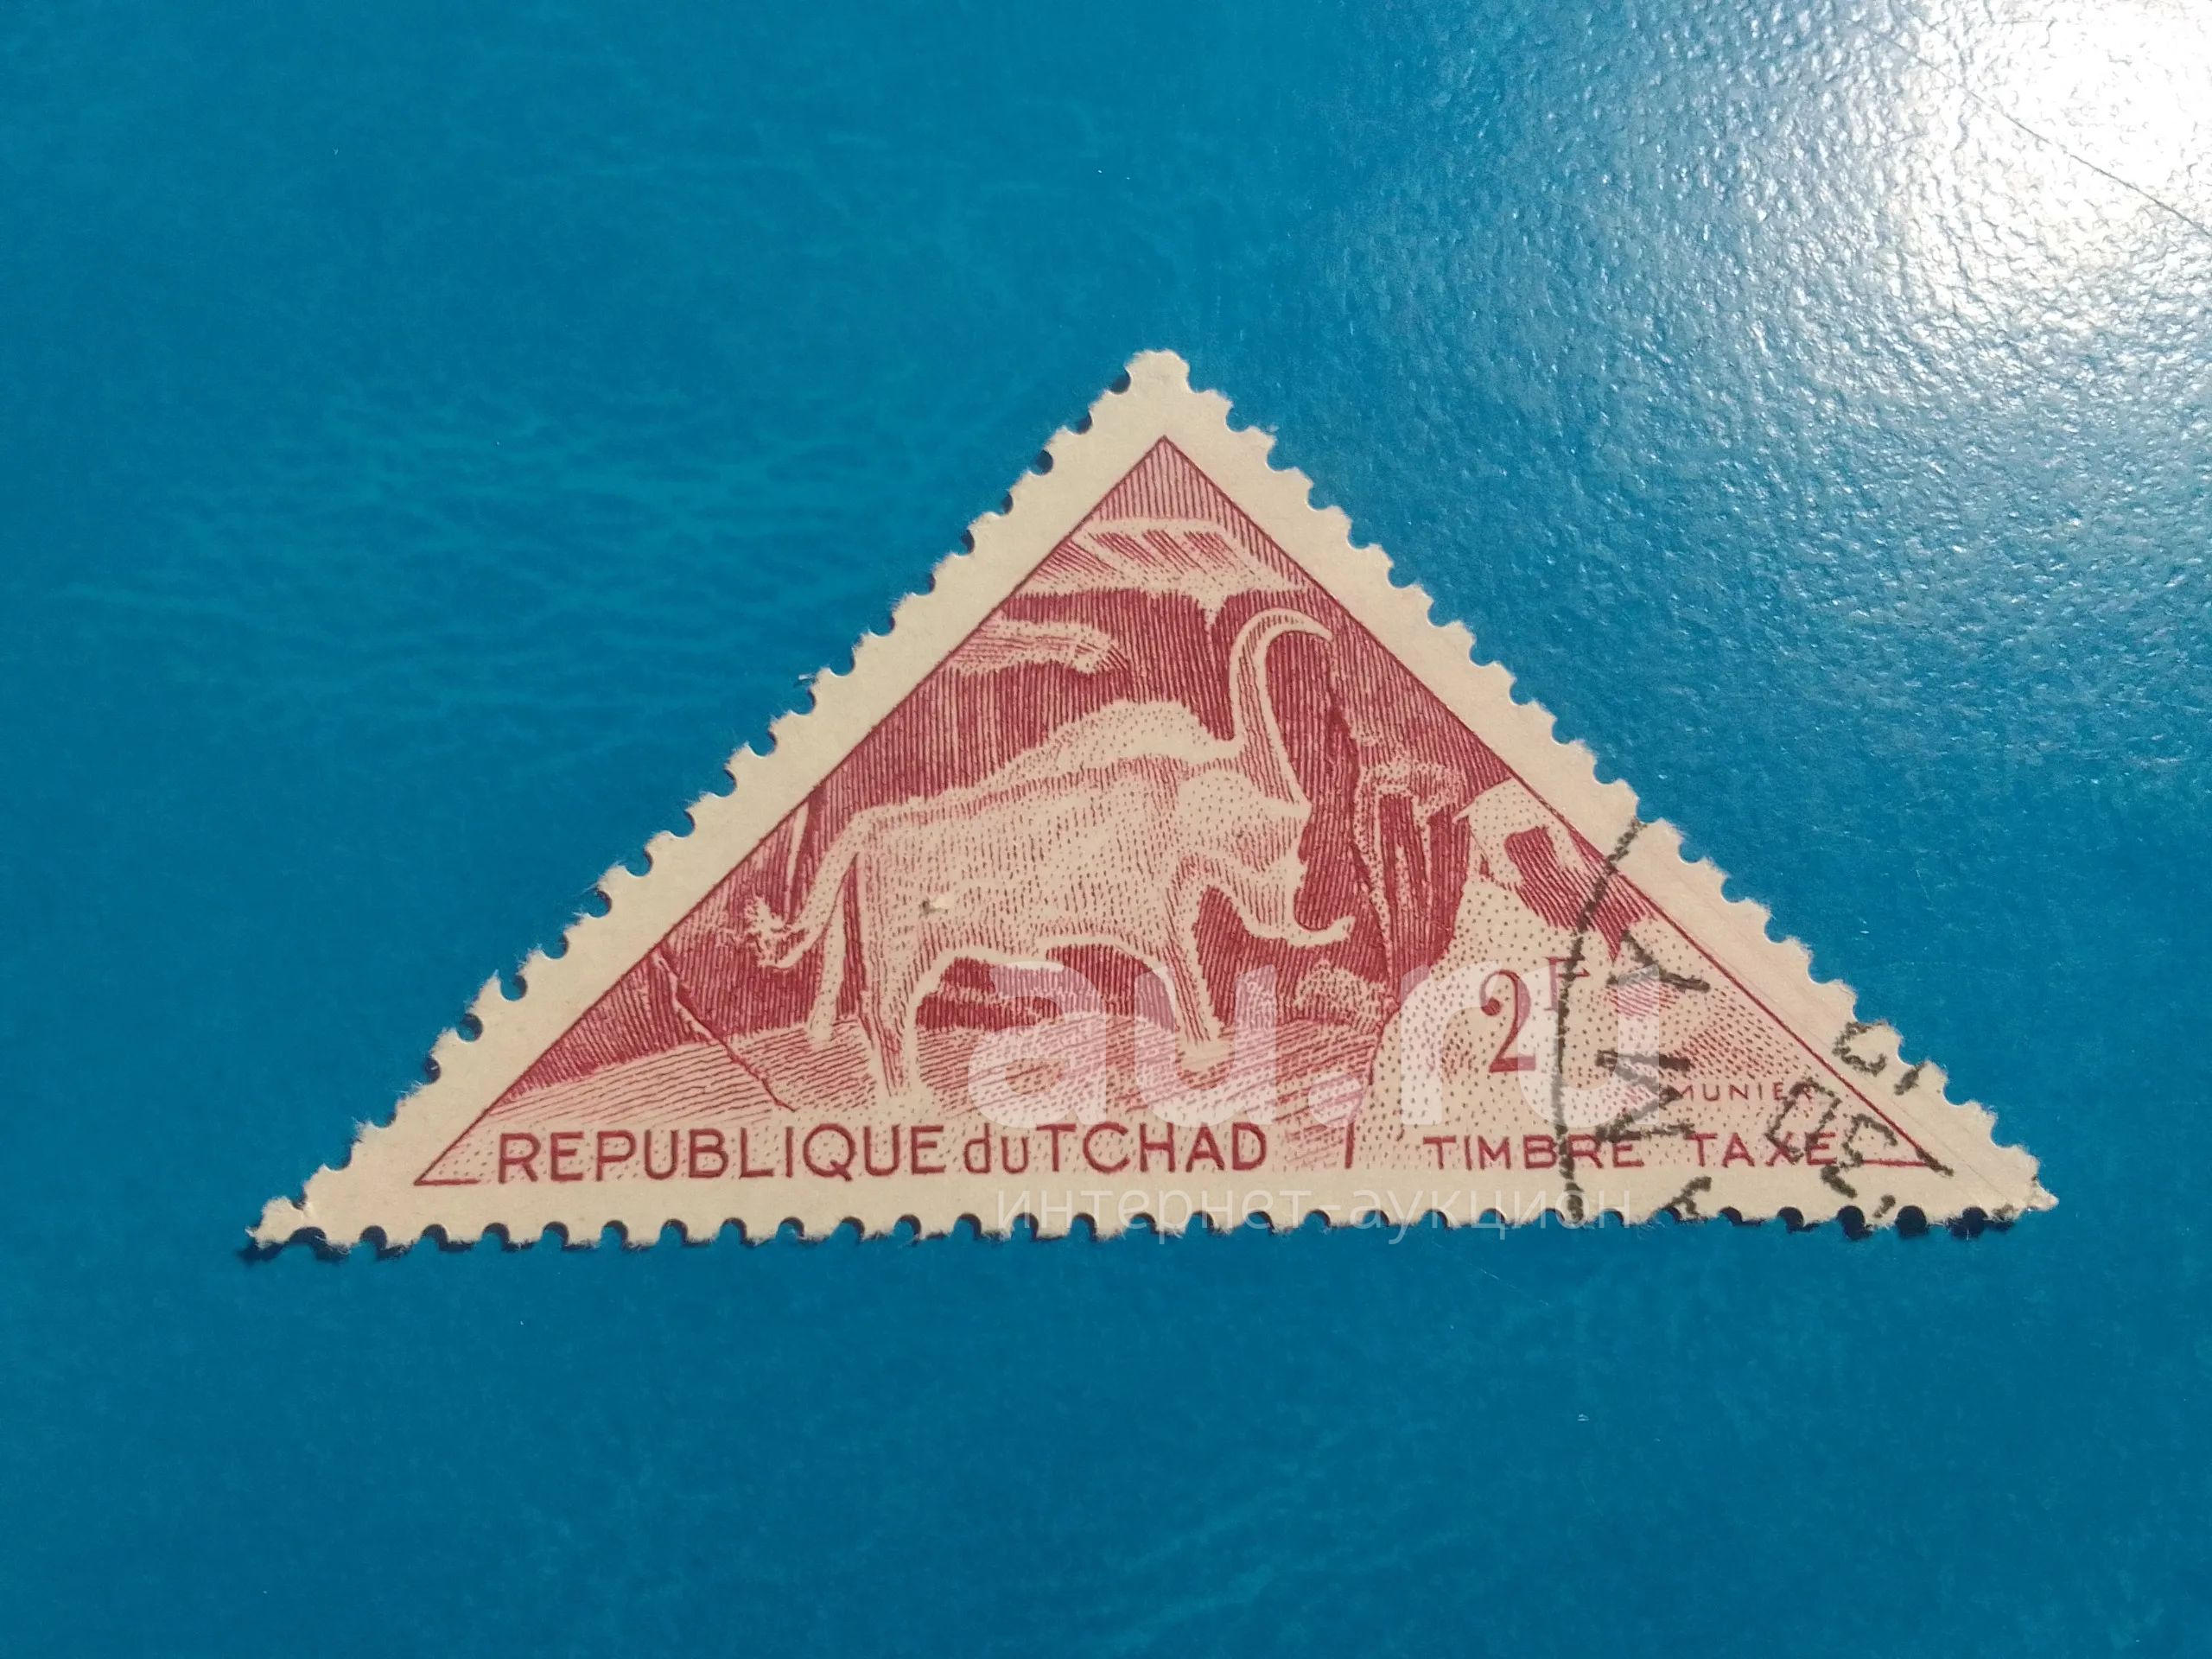 2F
MUNIER
REPUBLIQUE du TCHAD
TIMBRE TAXE
au.ru
интернет-аукцион